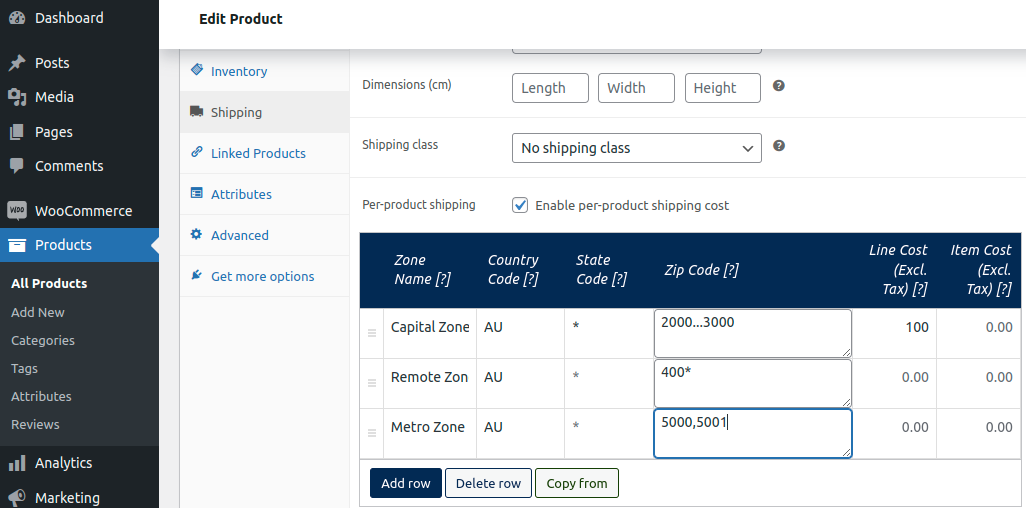 Dashboard
Posts
Media
Pages
Comments
WOO
WooCommerce
Products
All Products
Add New
Categories
Tags
Attributes
Reviews
Analytics
Marketing
Edit Product
Inventory
Shipping
Linked Products
Attributes
Advanced
Get more options
Dimensions (cm)
Length
Width
Height
?
Shipping class
No shipping class
?
Per-product shipping
Enable per-product shipping cost
Zone Name [?]
Country Code [?]
State Code [?]
Zip Code [?]
Line Cost (Excl. Tax) [?]
Item Cost (Excl. Tax) [?]
Capital Zone AU * 2000...3000 100 0.00
Remote Zon AU * 400* 0.00 0.00
Metro Zone AU * 5000,5001 0.00 0.00
Add row
Delete row
Copy from